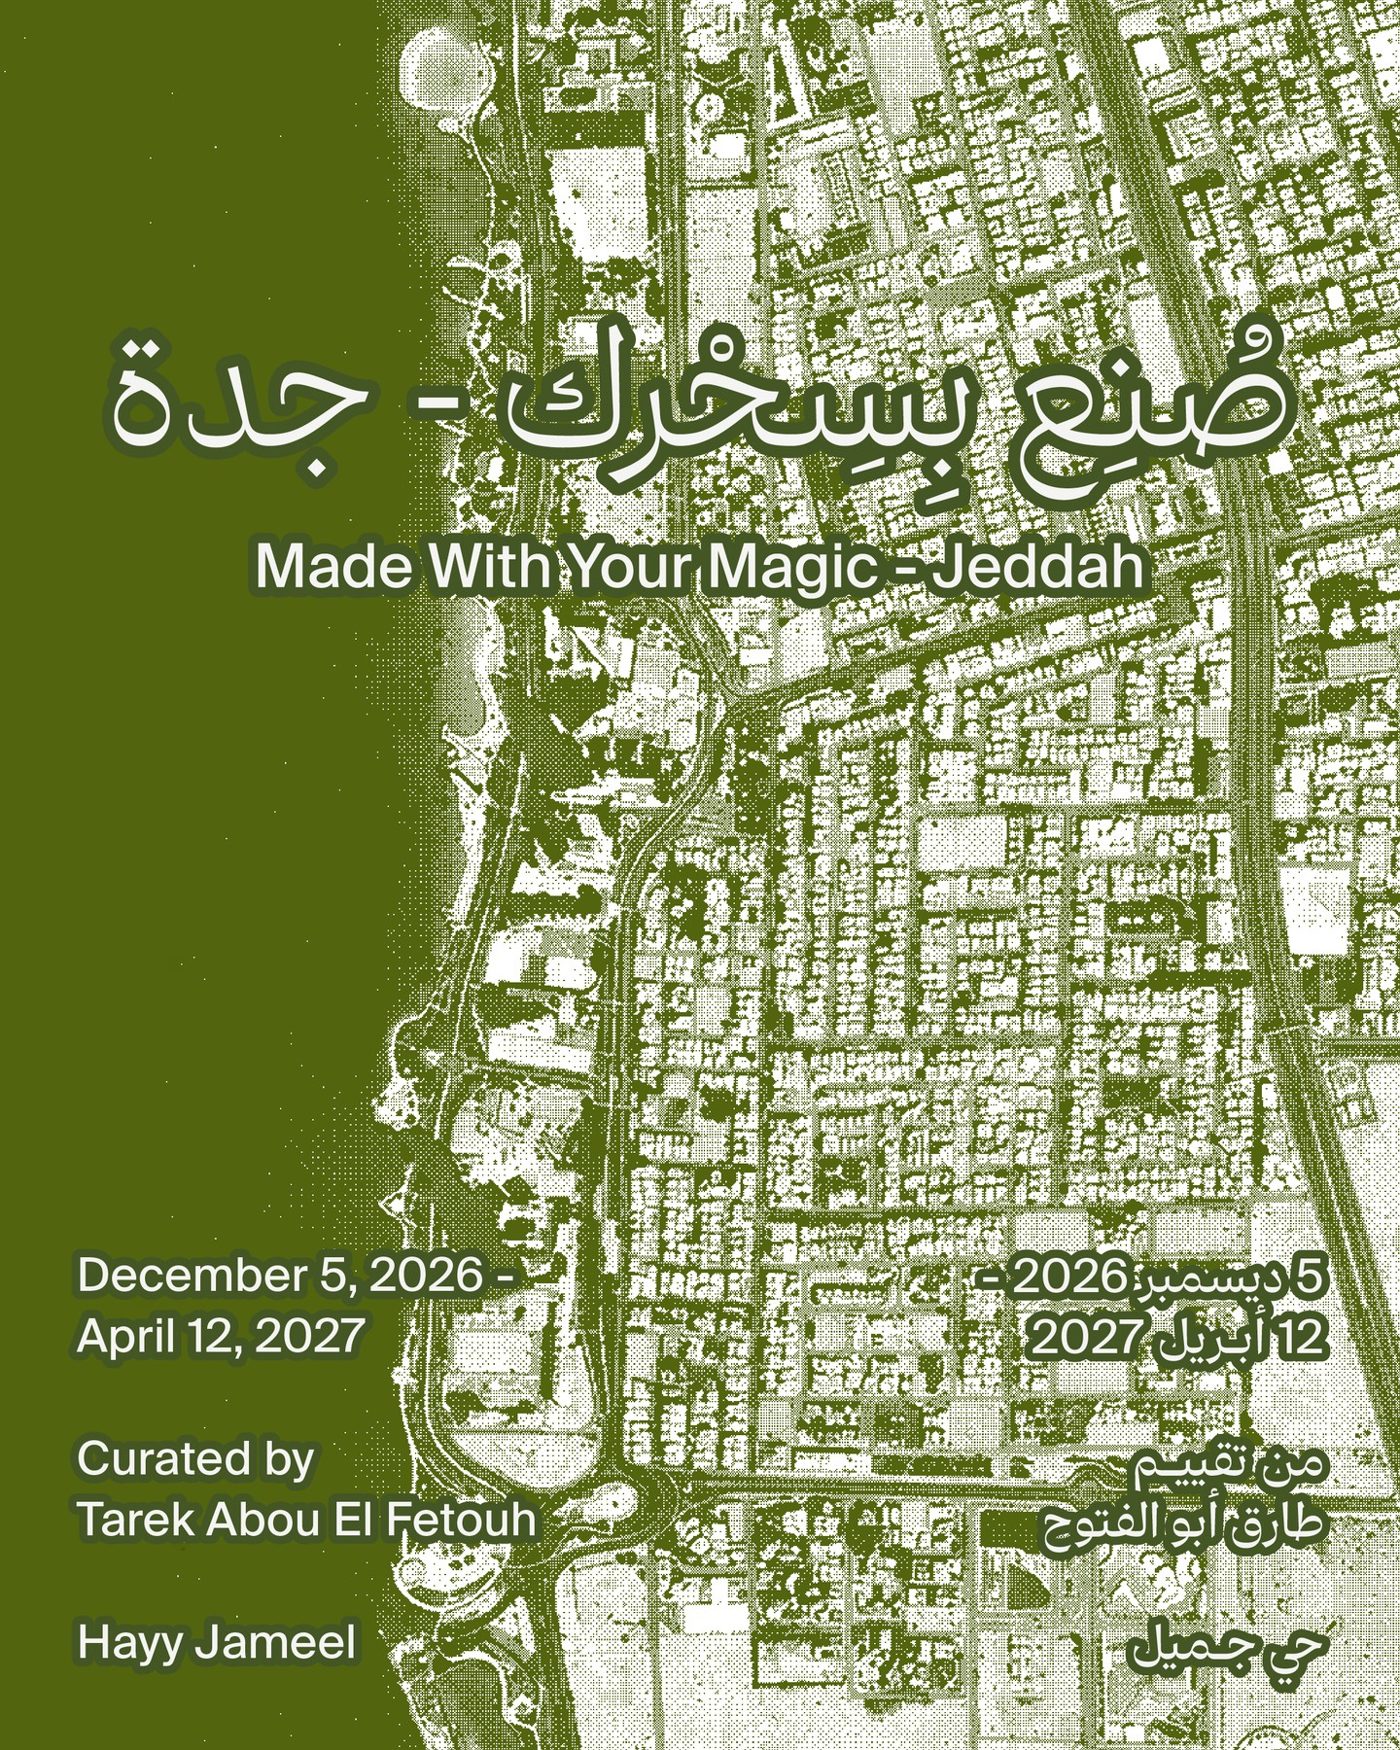 صُنِع بِسِحْرك - جدة
Made With Your Magic - Jeddah
December 5, 2026 -
April 12, 2027
5 ديسمبر 2026 -
12 أبريل 2027
Curated by
Tarek Abou El Fetouh
من تقييم
طارق أبو الفتوح
Hayy Jameel
حي جميل